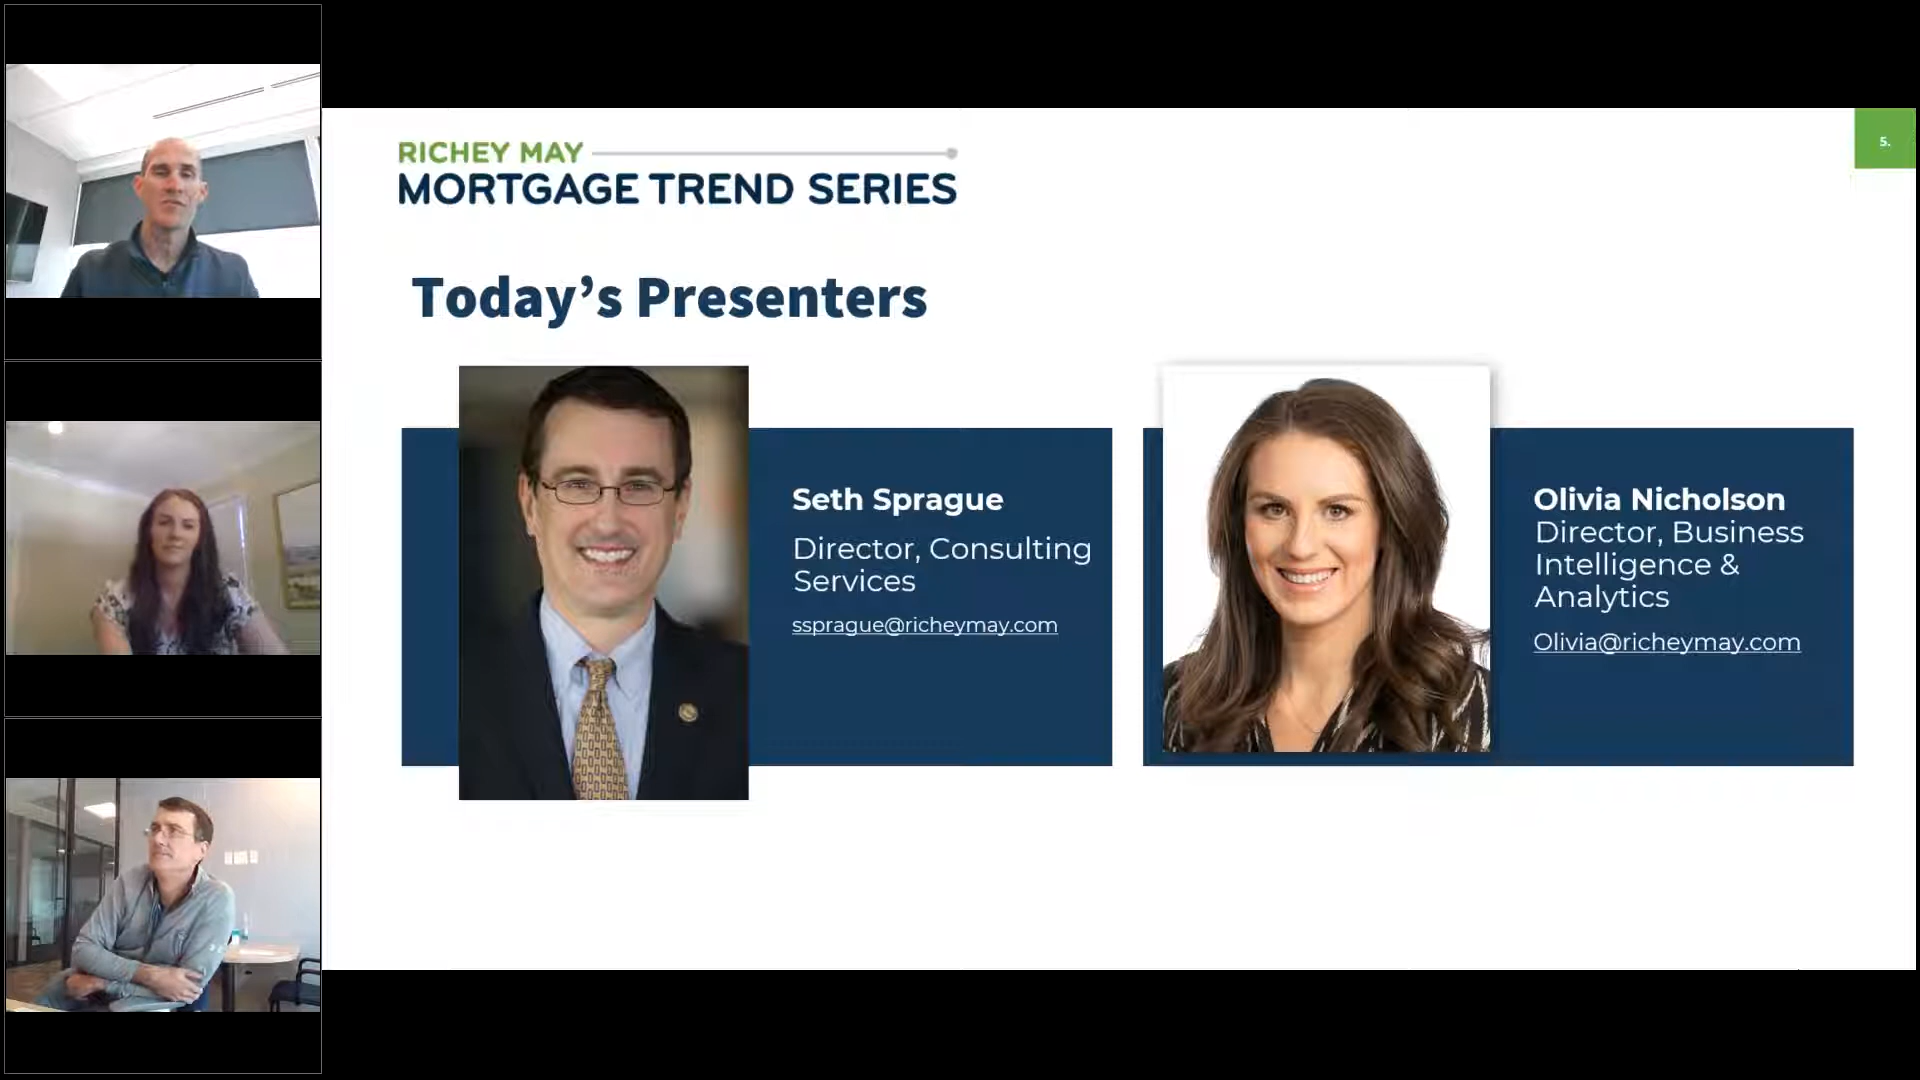 RICHEY MAY
MORTGAGE TREND SERIES
5.
Today's Presenters
Seth Sprague
Director, Consulting
Services
ssprague@richeymay.com
Olivia Nicholson
Director, Business
Intelligence &
Analytics
Olivia@richeymay.com